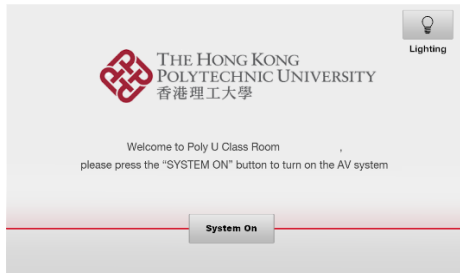 THE HONG KONG
POLYTECHNIC UNIVERSITY
香港理工大學
Lighting
Welcome to Poly U Class Room ,
please press the “SYSTEM ON” button to turn on the AV system
System On